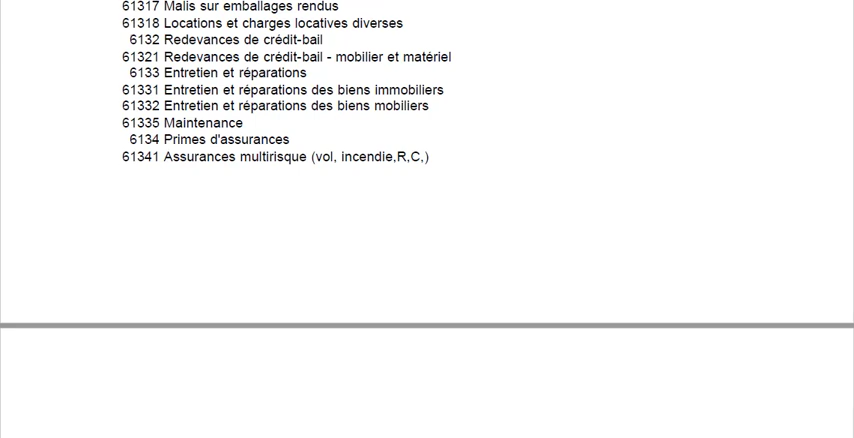 61317 Malis sur emballages rendus
61318 Locations et charges locatives diverses
6132 Redevances de crédit-bail
61321 Redevances de crédit-bail - mobilier et matériel
6133 Entretien et réparations
61331 Entretien et réparations des biens immobiliers
61332 Entretien et réparations des biens mobiliers
61335 Maintenance
6134 Primes d'assurances
61341 Assurances multirisque (vol, incendie,R,C,)